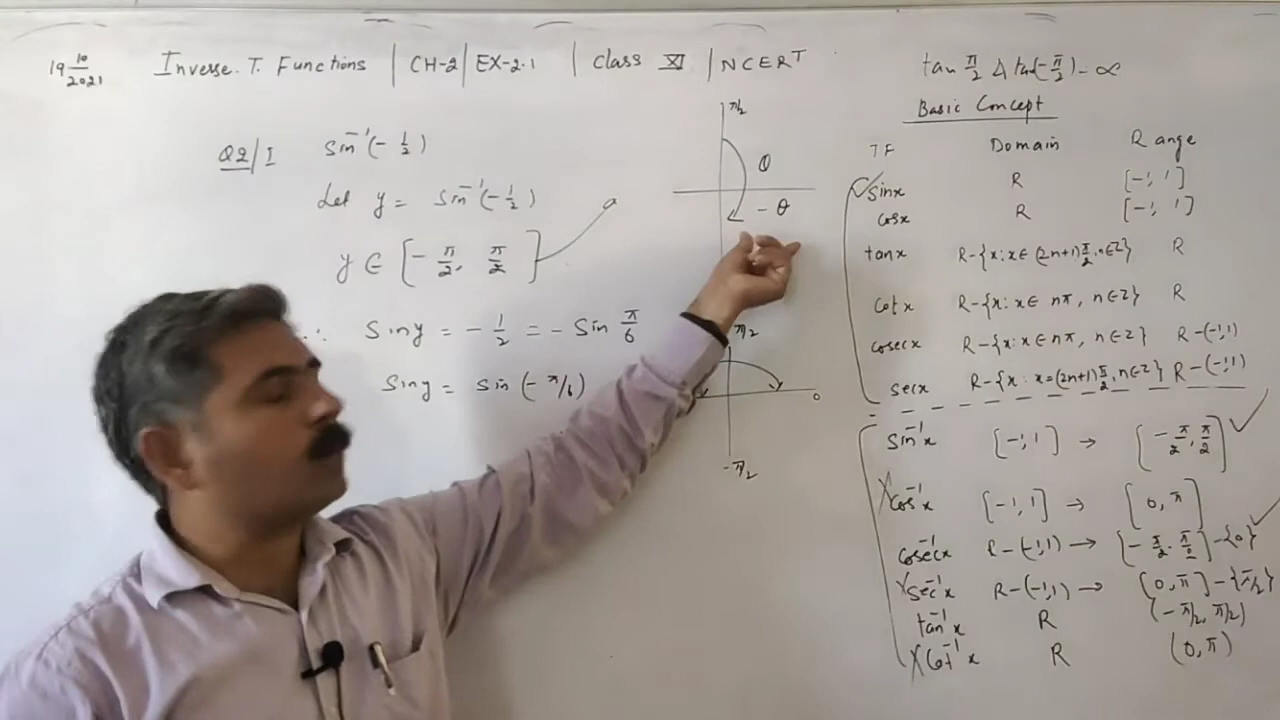 19 10/2021 Inverse. T. Functions | CH-2 | EX-2.1 | Class XI | NCERT
Q2/I sin⁻¹(-1/2)
Let y = sin⁻¹(-1/2)
y ∈ [-π/2, π/2]
∴ Siny = -1/2 = - Sin π/6
Siny = sin(-π/6)
π/2
θ
-θ
π/2
0
-π/2
tan π/2 & tan(-π/2) - ∞
Basic Concept
TF Domain Range
sinx R [-1, 1]
cosx R [-1, 1]
tanx R-{x: x∈(2n+1)π/2, n∈Z} R
Cotx R-{x: x∈nπ, n∈Z} R
cosecx R-{x: x∈nπ, n∈Z} R-(-1,1)
secx R-{x: x=(2n+1)π/2, n∈Z} R-(-1,1)
sin⁻¹x [-1, 1] → [-π/2, π/2]
cos⁻¹x [-1, 1] → [0, π]
cosec⁻¹x R-(-1,1) → [-π/2, π/2]-{0}
sec⁻¹x R-(-1,1) → [0, π]-{π/2}
tan⁻¹x R (-π/2, π/2)
Cot⁻¹x R (0, π)